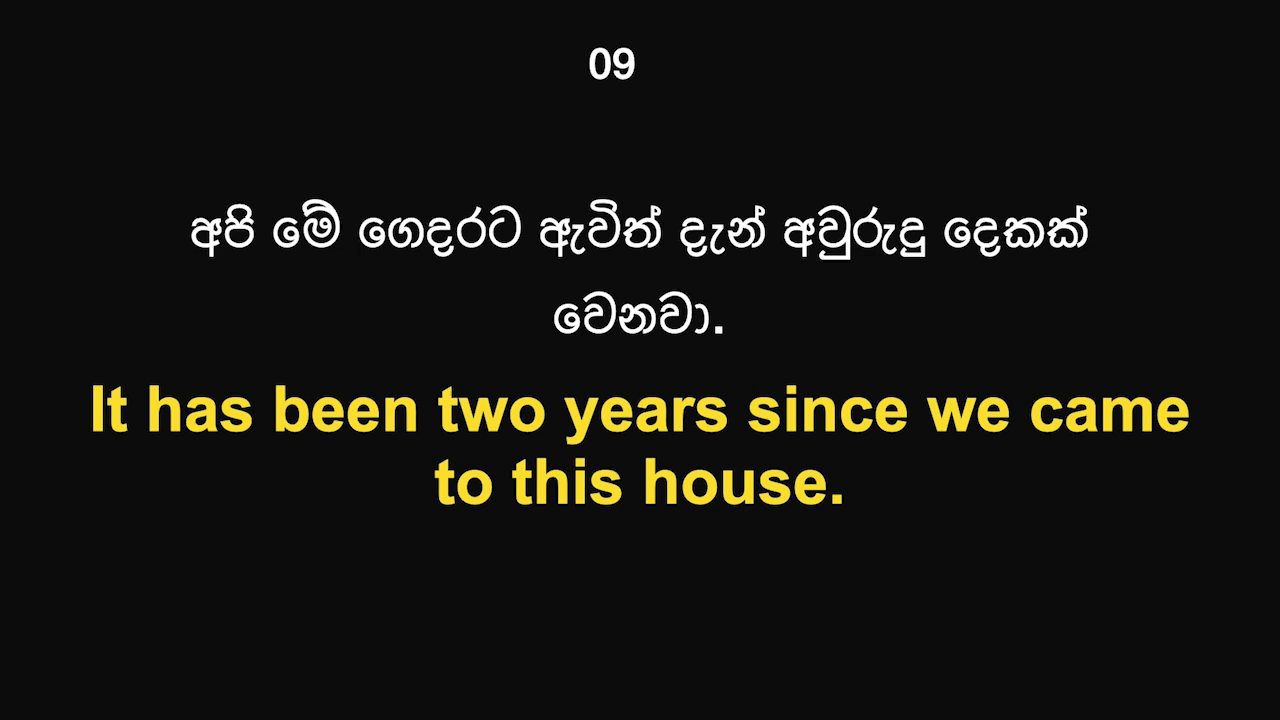 09
අපි මේ ගෙදරට ඇවිත් දැන් අවුරුදු දෙකක්
වෙනවා.
It has been two years since we came
to this house.